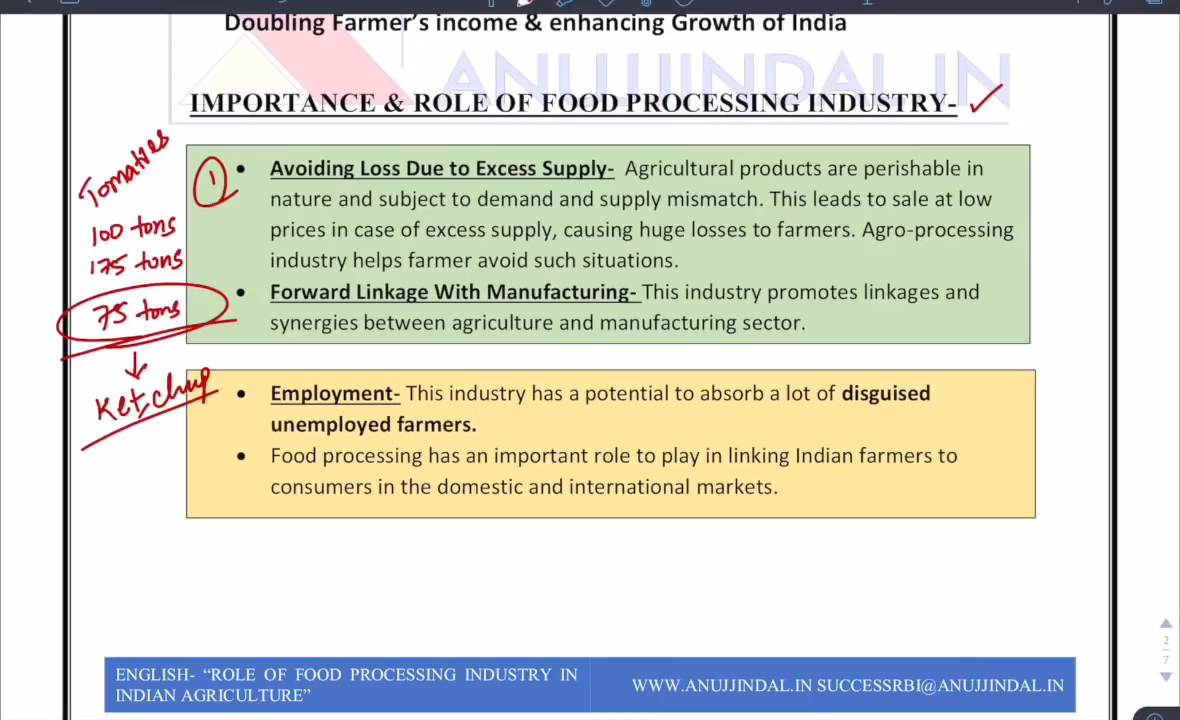 Doubling Farmer's income & enhancing Growth of India
ANUJJINDAL.IN
IMPORTANCE & ROLE OF FOOD PROCESSING INDUSTRY-
Tomatoes
100 tons
175 tons
75 tons
Ketchup
1
• Avoiding Loss Due to Excess Supply- Agricultural products are perishable in
nature and subject to demand and supply mismatch. This leads to sale at low
prices in case of excess supply, causing huge losses to farmers. Agro-processing
industry helps farmer avoid such situations.
• Forward Linkage With Manufacturing- This industry promotes linkages and
synergies between agriculture and manufacturing sector.
• Employment- This industry has a potential to absorb a lot of disguised
unemployed farmers.
• Food processing has an important role to play in linking Indian farmers to
consumers in the domestic and international markets.
ENGLISH- “ROLE OF FOOD PROCESSING INDUSTRY IN
INDIAN AGRICULTURE”
WWW.ANUJJINDAL.IN SUCCESSRBI@ANUJJINDAL.IN
2
7